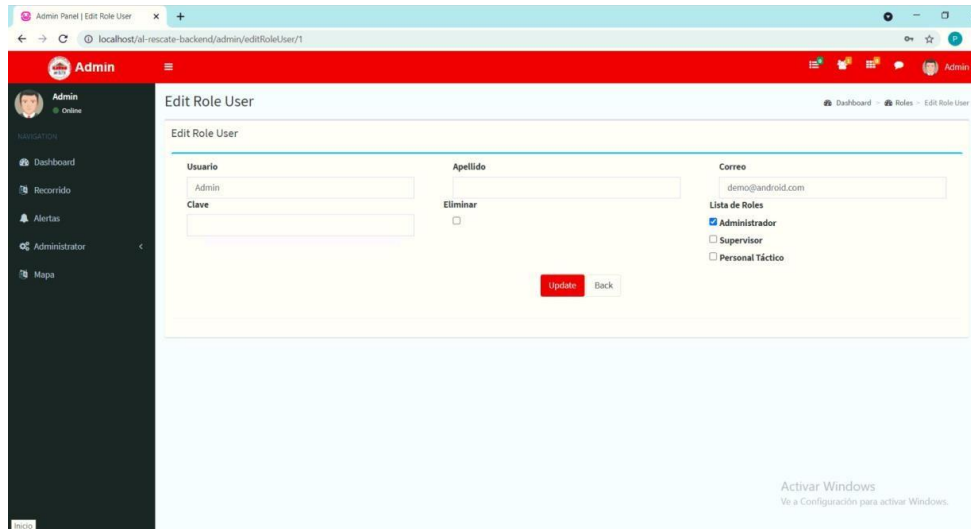 Admin Panel | Edit Role User
localhost/al-rescate-backend/admin/editRoleUser/1
P
Admin
Admin
Admin
Online
Edit Role User
Dashboard > Roles > Edit Role User
NAVIGATION
Edit Role User
Dashboard
Recorrido
Alertas
Administrator
Mapa
Usuario
Apellido
Correo
Admin
demo@android.com
Clave
Eliminar
Lista de Roles
Administrador
Supervisor
Personal Táctico
Update
Back
Activar Windows
Ve a Configuración para activar Windows.
Inicio